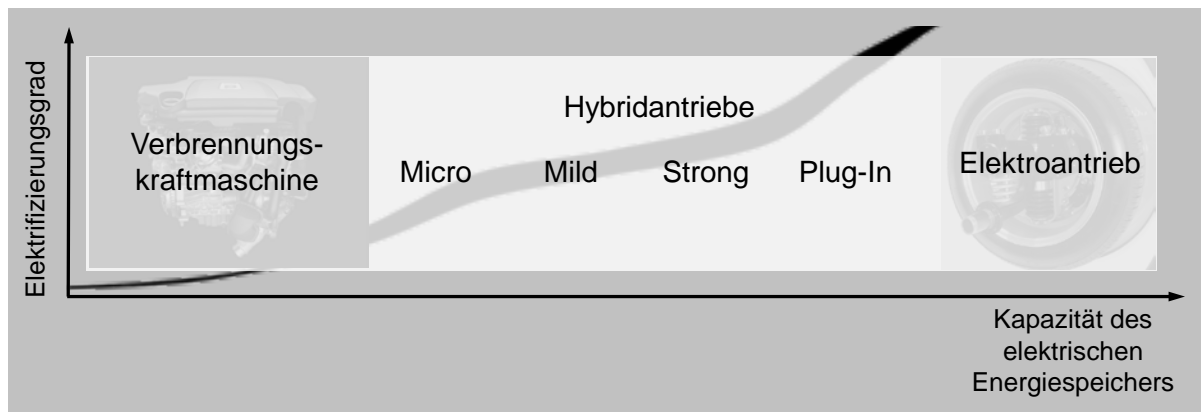 Elektrifizierungsgrad
Hybridantriebe
Verbrennungs-
kraftmaschine
Micro Mild Strong Plug-In
Elektroantrieb
Kapazität des
elektrischen
Energiespeichers